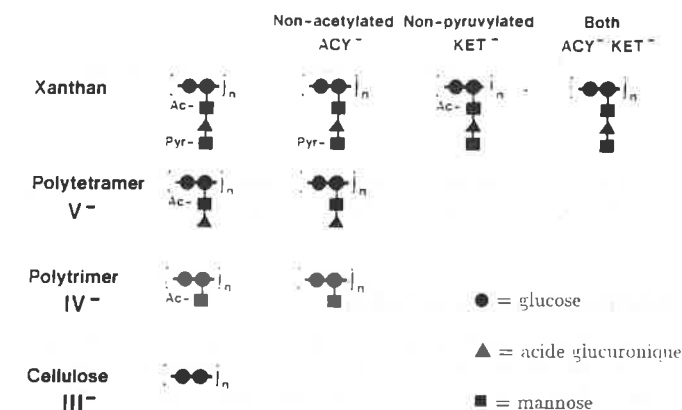 Non-acetylated Non-pyruvylated Both
ACY⁻ KET⁻ ACY⁻ KET⁻
Xanthan
n n n n
Ac- Ac-
Pyr- Pyr-
Polytetramer
V⁻
n n
Ac-
Polytrimer
IV⁻
n n
Ac-
● = glucose
▲ = acide glucuronique
■ = mannose
Cellulose
III⁻
n